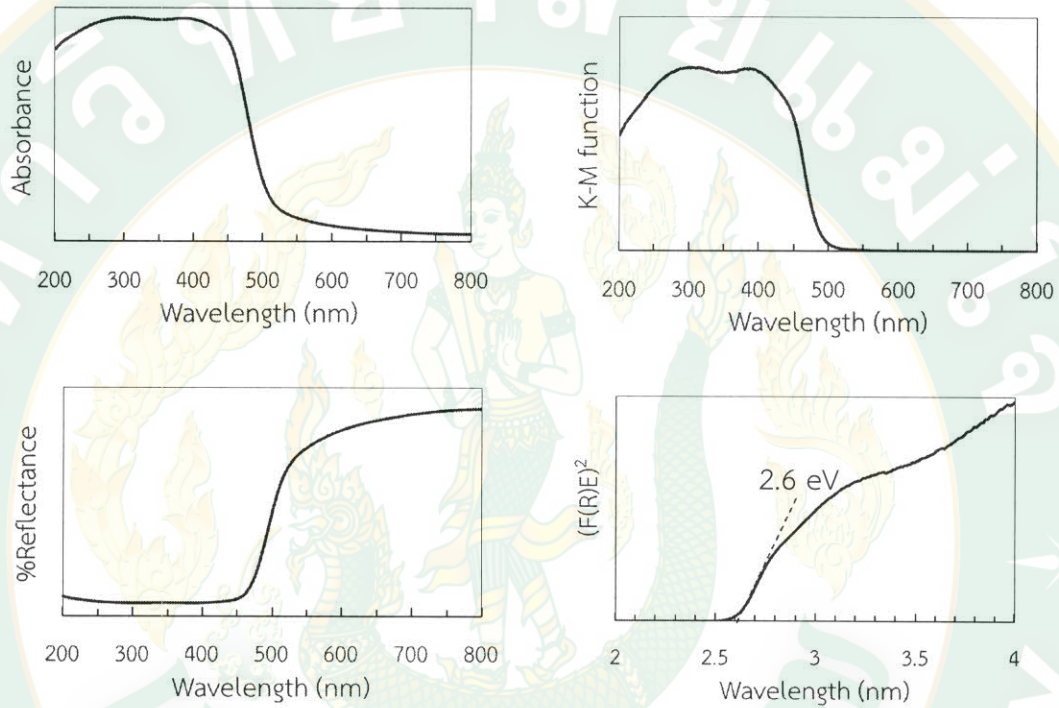 Absorbance
200 300 400 500 600 700 800
Wavelength (nm)
K-M function
200 300 400 500 600 700 800
Wavelength (nm)
%Reflectance
200 300 400 500 600 700 800
Wavelength (nm)
(F(R)E)²
2.6 eV
2 2.5 3 3.5 4
Wavelength (nm)